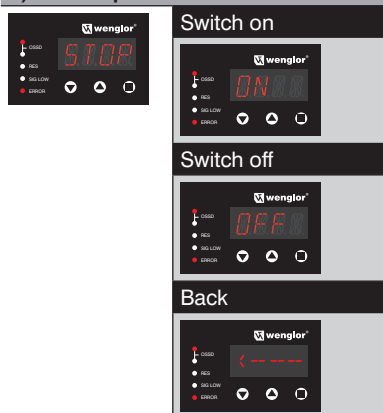 wenglor®
STOP
OSSD
RES
SIG LOW
ERROR
Switch on
wenglor®
ON
OSSD
RES
SIG LOW
ERROR
Switch off
wenglor®
OFF
OSSD
RES
SIG LOW
ERROR
Back
wenglor®
<-----
OSSD
RES
SIG LOW
ERROR